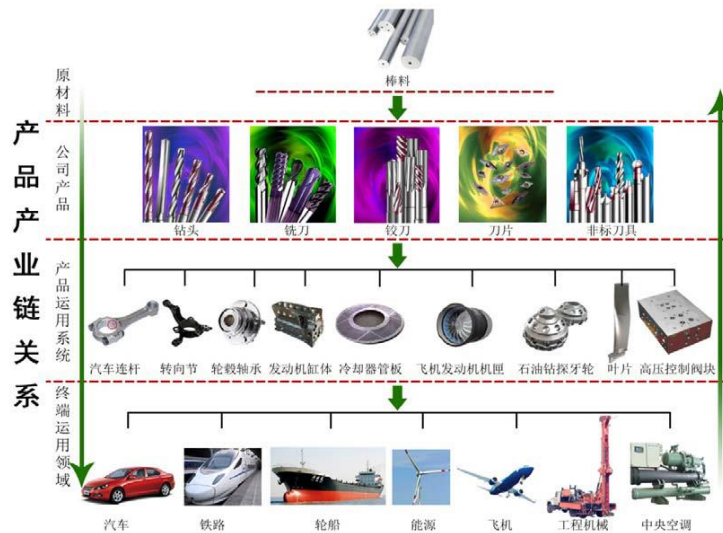 产品产业链关系
原材料
棒料
公司产品
钻头
铣刀
铰刀
刀片
非标刀具
产品运用系统
汽车连杆
转向节
轮毂轴承
发动机缸体
冷却器管板
飞机发动机机匣
石油钻探牙轮
叶片
高压控制阀块
终端运用领域
汽车
铁路
轮船
能源
飞机
工程机械
中央空调